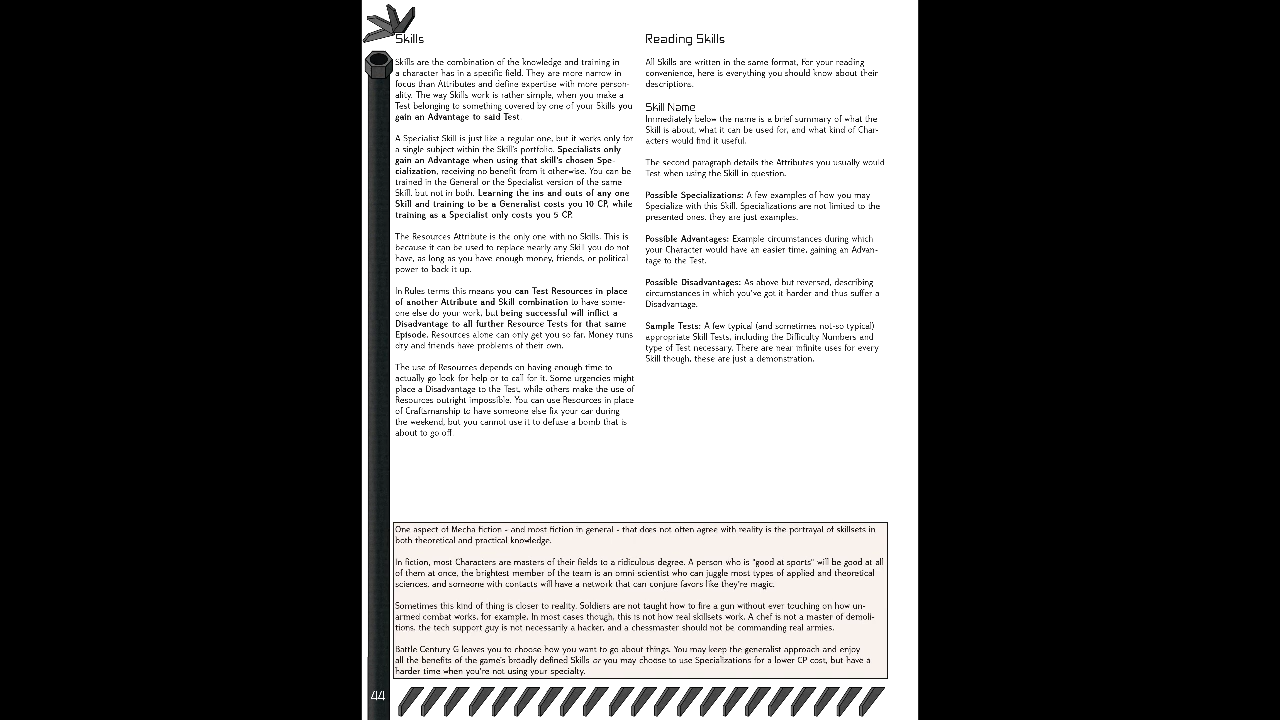 Skills
Skills are the combination of the knowledge and training in
a character has in a specific field. They are more narrow in
focus than Attributes and define expertise with more person-
ality. The way Skills work is rather simple, when you make a
Test belonging to something covered by one of your Skills you
gain an Advantage to said Test.
A Specialist Skill is just like a regular one, but it works only for
a single subject within the Skill's portfolio. Specialists only
gain an Advantage when using that skill's chosen Spe-
cialization, receiving no benefit from it otherwise. You can be
trained in the General or the Specialist version of the same
Skill, but not in both. Learning the ins and outs of any one
Skill and training to be a Generalist costs you 10 CP, while
training as a Specialist only costs you 5 CP.
The Resources Attribute is the only one with no Skills. This is
because it can be used to replace nearly any Skill you do not
have, as long as you have enough money, friends, or political
power to back it up.
In Rules terms this means you can Test Resources in place
of another Attribute and Skill combination to have some-
one else do your work, but being successful will inflict a
Disadvantage to all further Resource Tests for that same
Episode. Resources alone can only get you so far. Money runs
dry and friends have problems of their own.
The use of Resources depends on having enough time to
actually go look for help or to call for it. Some urgencies might
place a Disadvantage to the Test, while others make the use of
Resources outright impossible. You can use Resources in place
of Craftsmanship to have someone else fix your car during
the weekend, but you cannot use it to defuse a bomb that is
about to go off.
Reading Skills
All Skills are written in the same format, for your reading
convenience, here is everything you should know about their
descriptions.
Skill Name
Immediately below the name is a brief summary of what the
Skill is about, what it can be used for, and what kind of Char-
acters would find it useful.
The second paragraph details the Attributes you usually would
Test when using the Skill in question.
Possible Specializations: A few examples of how you may
Specialize with this Skill. Specializations are not limited to the
presented ones, they are just examples.
Possible Advantages: Example circumstances during which
your Character would have an easier time, gaining an Advan-
tage to the Test.
Possible Disadvantages: As above but reversed, describing
circumstances in which you've got it harder and thus suffer a
Disadvantage.
Sample Tests: A few typical (and sometimes not-so typical)
appropriate Skill Tests, including the Difficulty Numbers and
type of Test necessary. There are near infinite uses for every
Skill though, these are just a demonstration.
One aspect of Mecha fiction - and most fiction in general - that does not often agree with reality is the portrayal of skillsets in
both theoretical and practical knowledge.
In fiction, most Characters are masters of their fields to a ridiculous degree. A person who is "good at sports" will be good at all
of them at once, the brightest member of the team is an omni scientist who can juggle most types of applied and theoretical
sciences, and someone with contacts will have a network that can conjure favors like they're magic.
Sometimes this kind of thing is closer to reality. Soldiers are not taught how to fire a gun without ever touching on how un-
armed combat works, for example. In most cases though, this is not how real skillsets work. A chef is not a master of demoli-
tions, the tech support guy is not necessarily a hacker, and a chessmaster should not be commanding real armies.
Battle Century G leaves you to choose how you want to go about things. You may keep the generalist approach and enjoy
all the benefits of the game's broadly defined Skills or you may choose to use Specializations for a lower CP cost, but have a
harder time when you're not using your specialty.
44